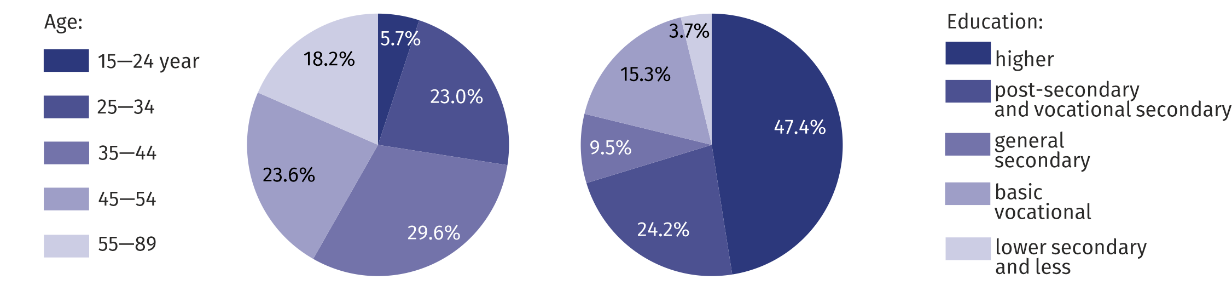 Age:
15—24 year
25—34
35—44
45—54
55—89
5.7%
23.0%
29.6%
23.6%
18.2%
3.7%
47.4%
24.2%
9.5%
15.3%
Education:
higher
post-secondary
and vocational secondary
general
secondary
basic
vocational
lower secondary
and less